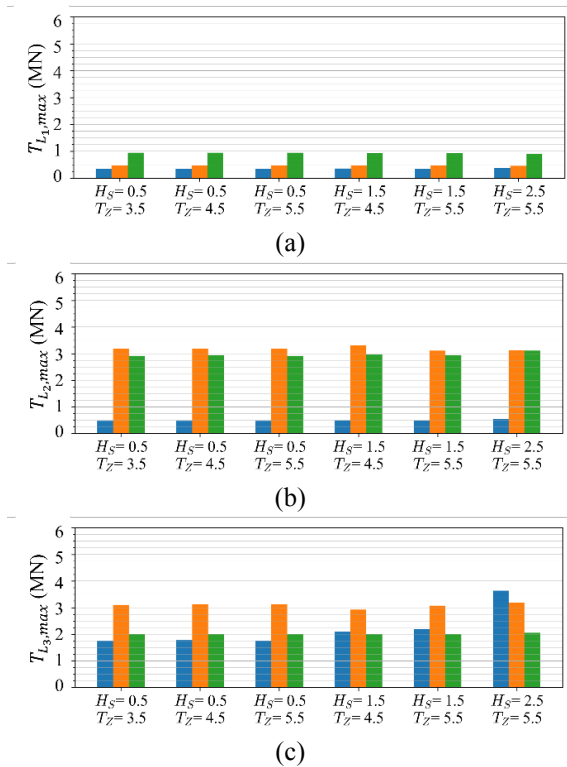 6
5
4
3
2
1
0
T_{L_1,max} (MN)
H_S= 0.5 H_S= 0.5 H_S= 0.5 H_S= 1.5 H_S= 1.5 H_S= 2.5
T_Z= 3.5 T_Z= 4.5 T_Z= 5.5 T_Z= 4.5 T_Z= 5.5 T_Z= 5.5
(a)
6
5
4
3
2
1
0
T_{L_2,max} (MN)
H_S= 0.5 H_S= 0.5 H_S= 0.5 H_S= 1.5 H_S= 1.5 H_S= 2.5
T_Z= 3.5 T_Z= 4.5 T_Z= 5.5 T_Z= 4.5 T_Z= 5.5 T_Z= 5.5
(b)
6
5
4
3
2
1
0
T_{L_3,max} (MN)
H_S= 0.5 H_S= 0.5 H_S= 0.5 H_S= 1.5 H_S= 1.5 H_S= 2.5
T_Z= 3.5 T_Z= 4.5 T_Z= 5.5 T_Z= 4.5 T_Z= 5.5 T_Z= 5.5
(c)